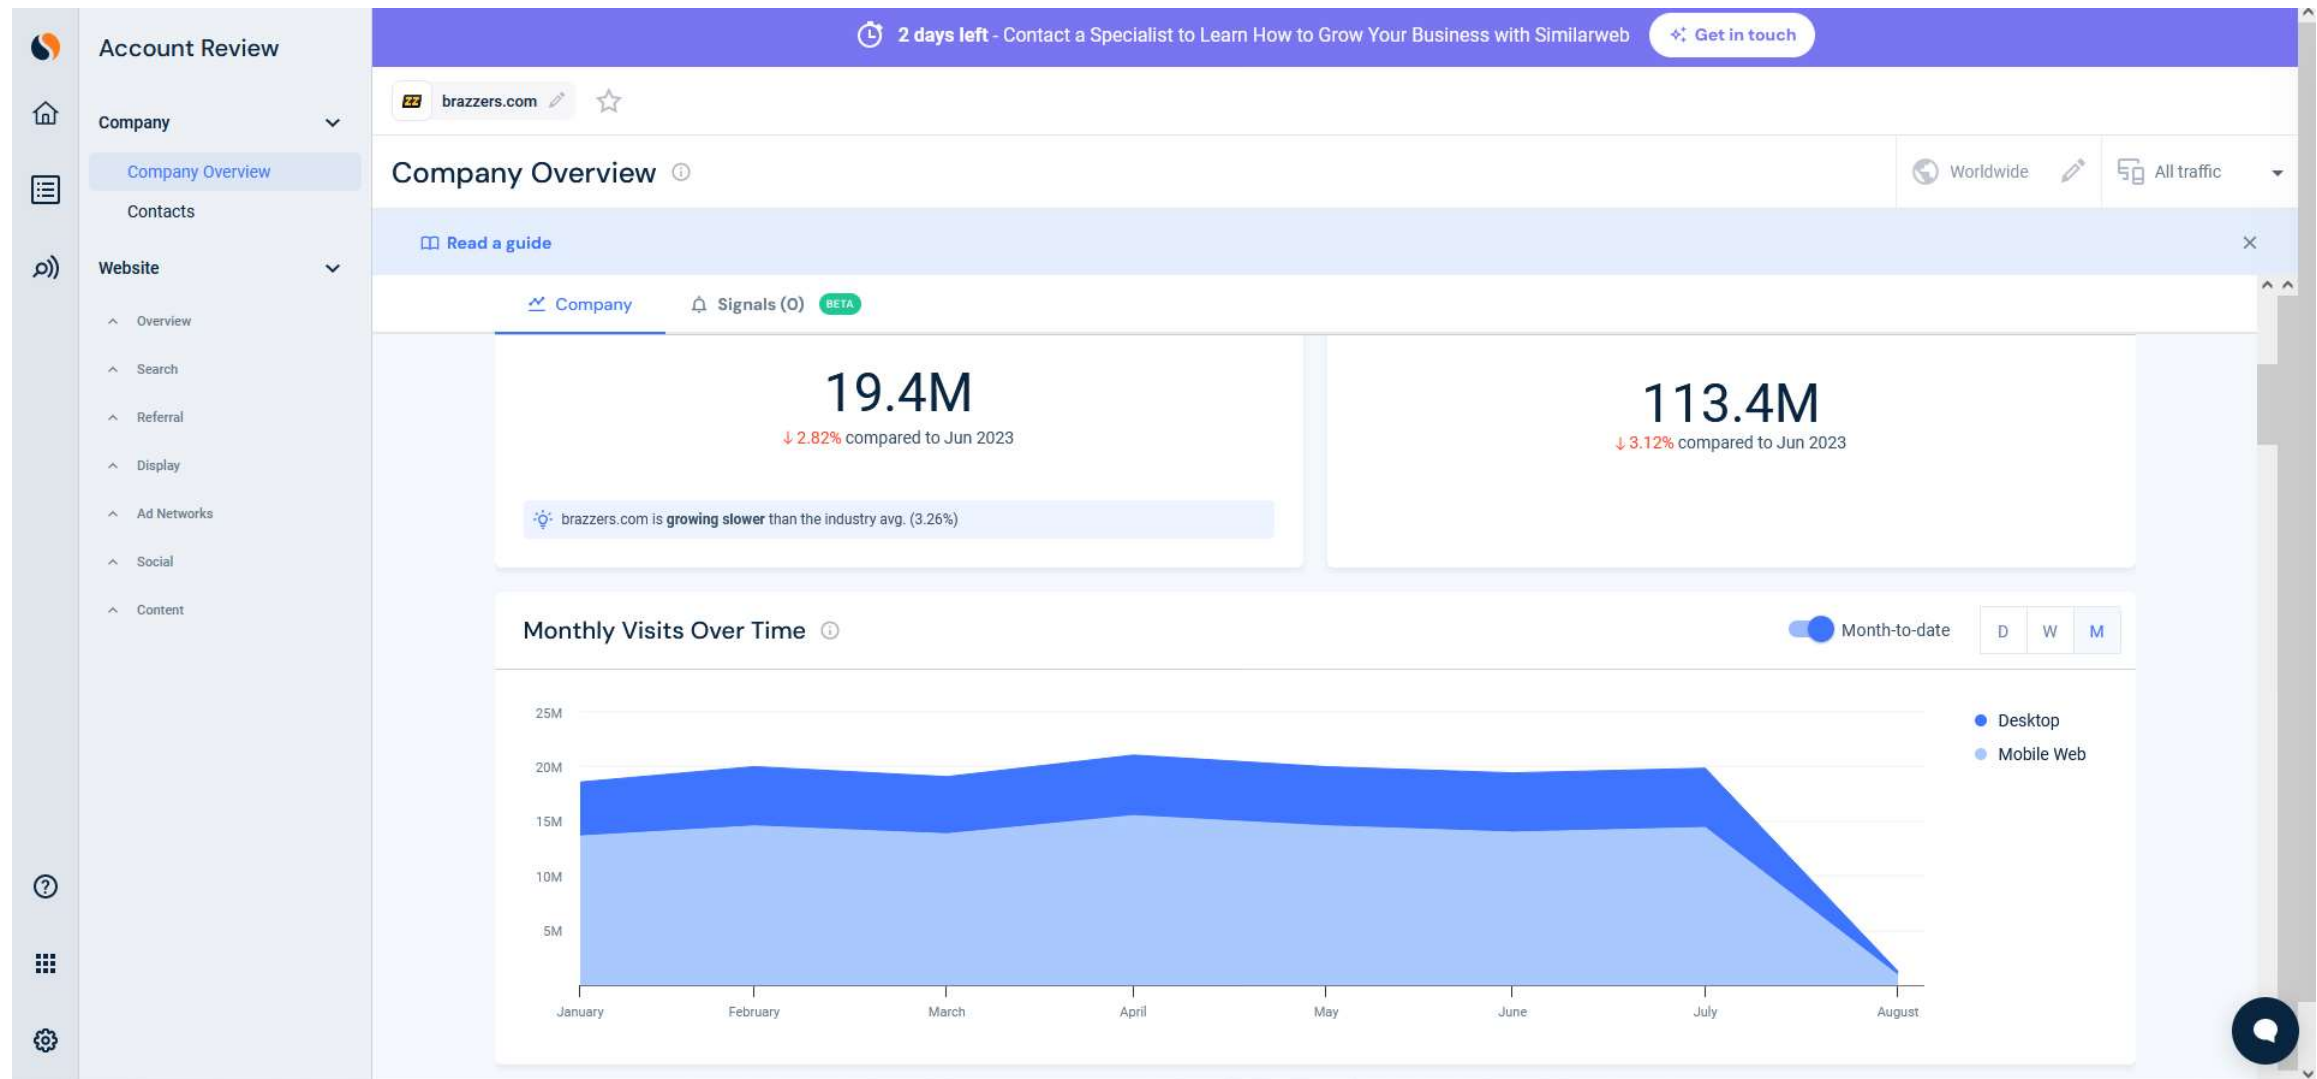 2 days left - Contact a Specialist to Learn How to Grow Your Business with Similarweb
Get in touch
Account Review
Company
Company Overview
Contacts
Website
Overview
Search
Referral
Display
Ad Networks
Social
Content
ZZ brazzers.com
Company Overview
Worldwide
All traffic
Read a guide
Company
Signals (0) BETA
19.4M
↓ 2.82% compared to Jun 2023
brazzers.com is growing slower than the industry avg. (3.26%)
113.4M
↓ 3.12% compared to Jun 2023
Monthly Visits Over Time
Month-to-date
D W M
25M
20M
15M
10M
5M
January February March April May June July August
Desktop
Mobile Web